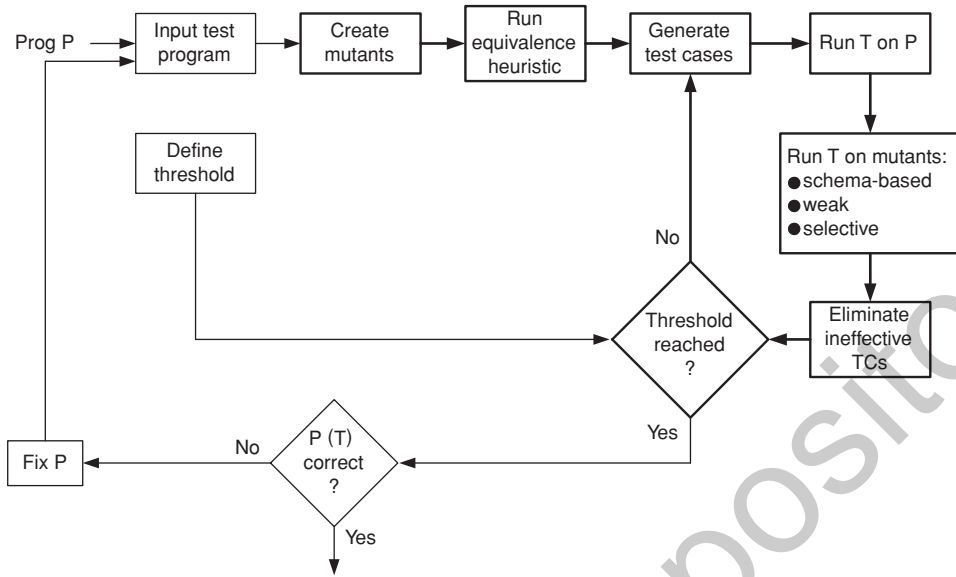 Prog P
Input test
program
Create
mutants
Run
equivalence
heuristic
Generate
test cases
Run T on P
Define
threshold
Run T on mutants:
●schema-based
●weak
●selective
No
Threshold
reached
?
Eliminate
ineffective
TCs
Yes
P (T)
correct
?
No
Fix P
Yes
posito